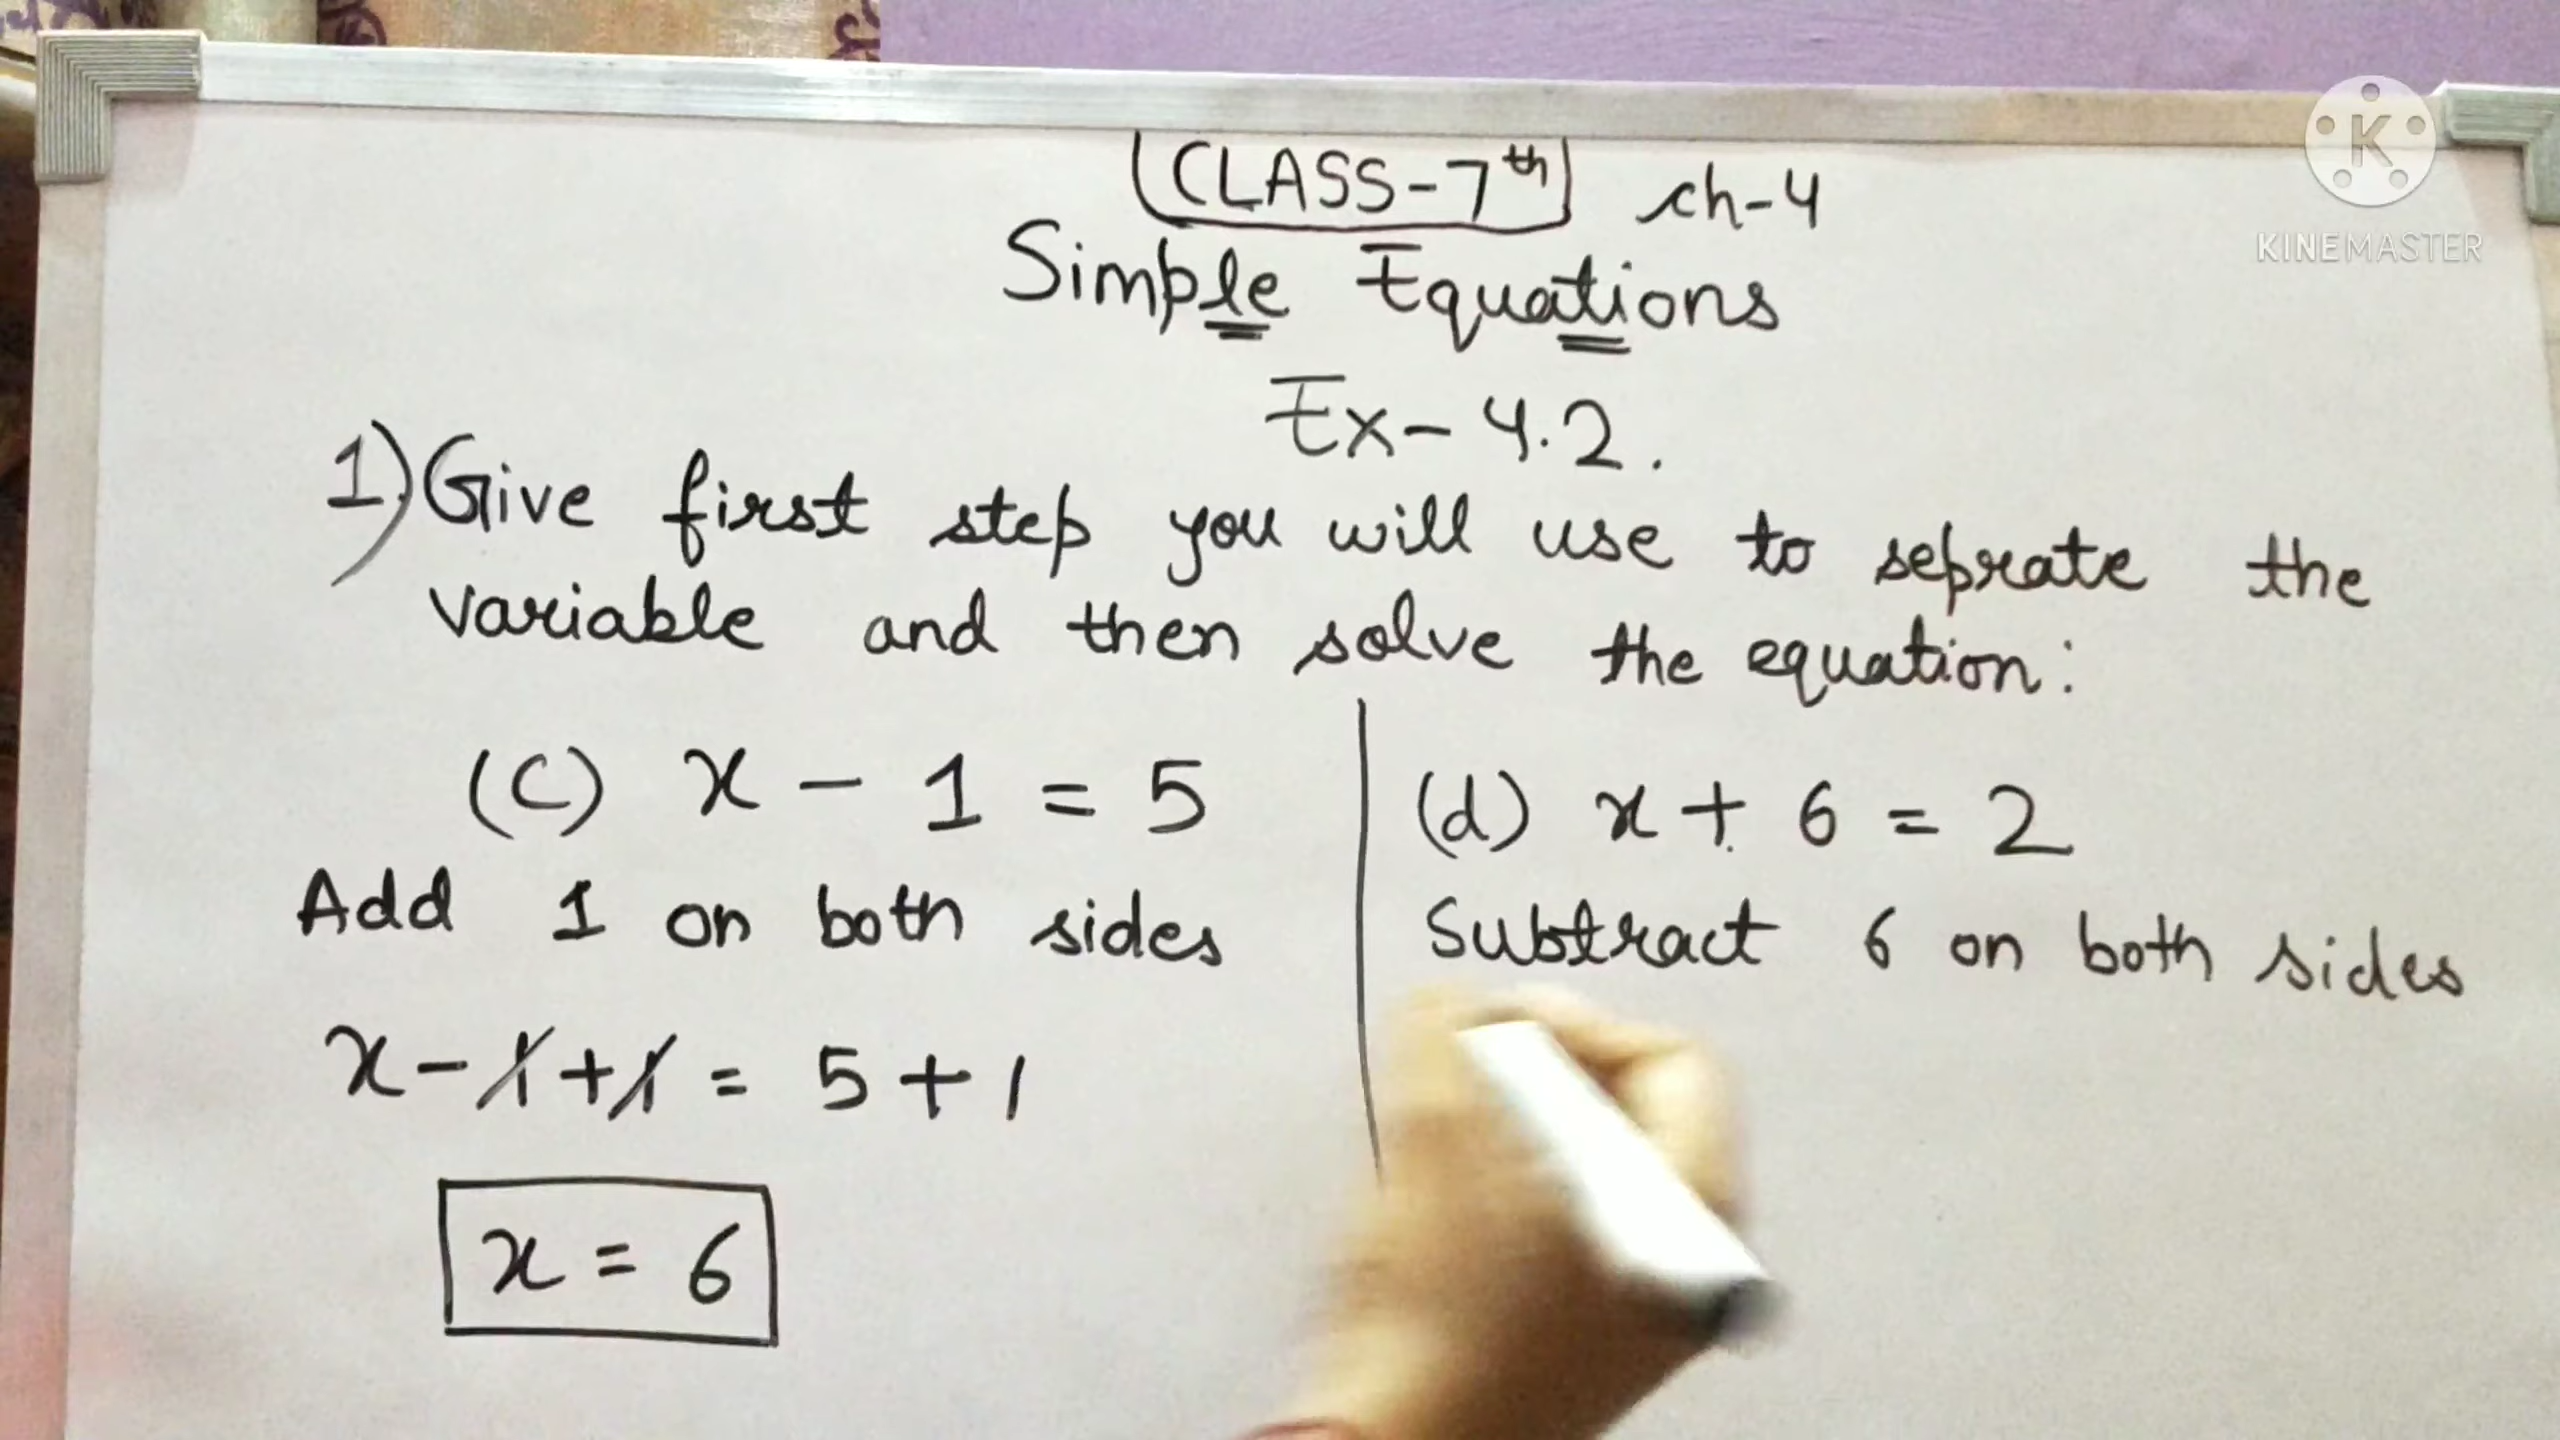 CLASS-7th ch-4
KINEMASTER
Simple Equations
Ex-4.2.
1) Give first step you will use to seprate the
variable and then solve the equation:
(C) x - 1 = 5
Add 1 on both sides
x - 1 + 1 = 5 + 1
x = 6
(d) x + 6 = 2
Subtract 6 on both sides